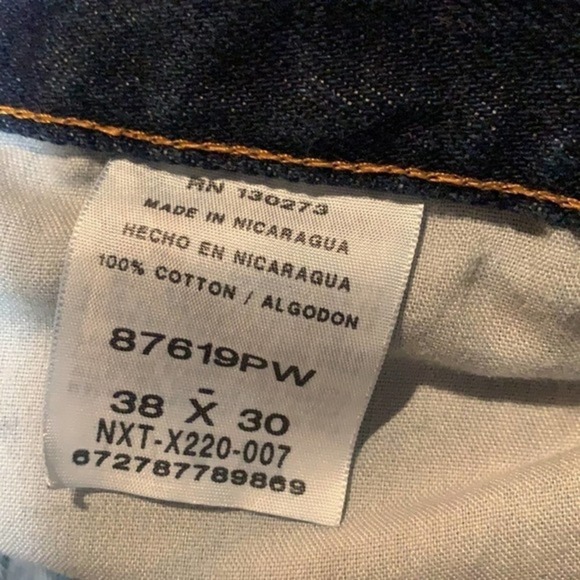 RN 130273
MADE IN NICARAGUA
HECHO EN NICARAGUA
100% COTTON / ALGODON
87619PW
-
38 X 30
NXT-X220-007
672787789869